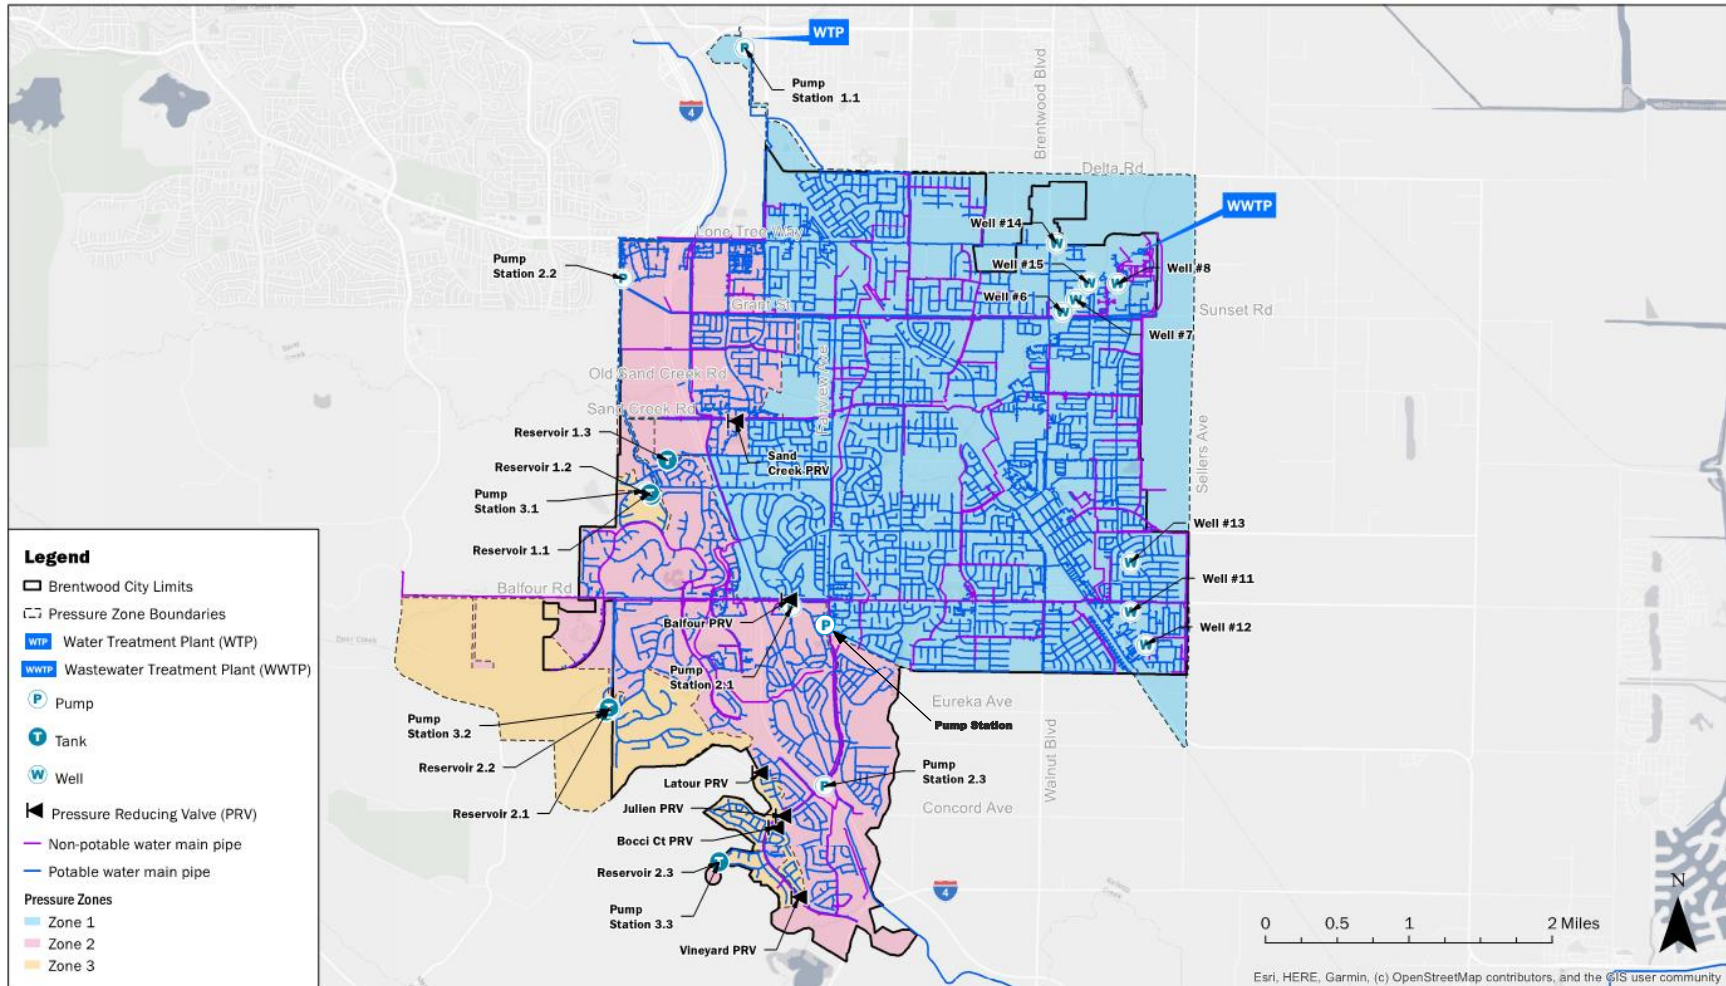 WTP
Pump
Station 1.1
4
Brentwood Blvd
Delta Rd
WWTP
Well #14
Lone Tree Way
Pump
Station 2.2
Well #15
Well #8
Well #6
Grant St
Sunset Rd
Well #7
Fairview Ave
Old Sand Creek Rd
Sand Creek Rd
Reservoir 1.3
Sand
Creek PRV
Reservoir 1.2
Sellers Ave
Pump
Station 3.1
Well #13
Reservoir 1.1
Well #11
Balfour Rd
Balfour PRV
Well #12
Pump
Station 2.1
Eureka Ave
Pump
Station 3.2
Pump Station
Walnut Blvd
Reservoir 2.2
Pump
Station 2.3
Latour PRV
Concord Ave
Reservoir 2.1
Julien PRV
Bocci Ct PRV
Reservoir 2.3
4
Pump
Station 3.3
Vineyard PRV
Legend
Brentwood City Limits
Pressure Zone Boundaries
WTP Water Treatment Plant (WTP)
WWTP Wastewater Treatment Plant (WWTP)
P Pump
T Tank
W Well
Pressure Reducing Valve (PRV)
Non-potable water main pipe
Potable water main pipe
Pressure Zones
Zone 1
Zone 2
Zone 3
N
0 0.5 1 2 Miles
Esri, HERE, Garmin, (c) OpenStreetMap contributors, and the GIS user community